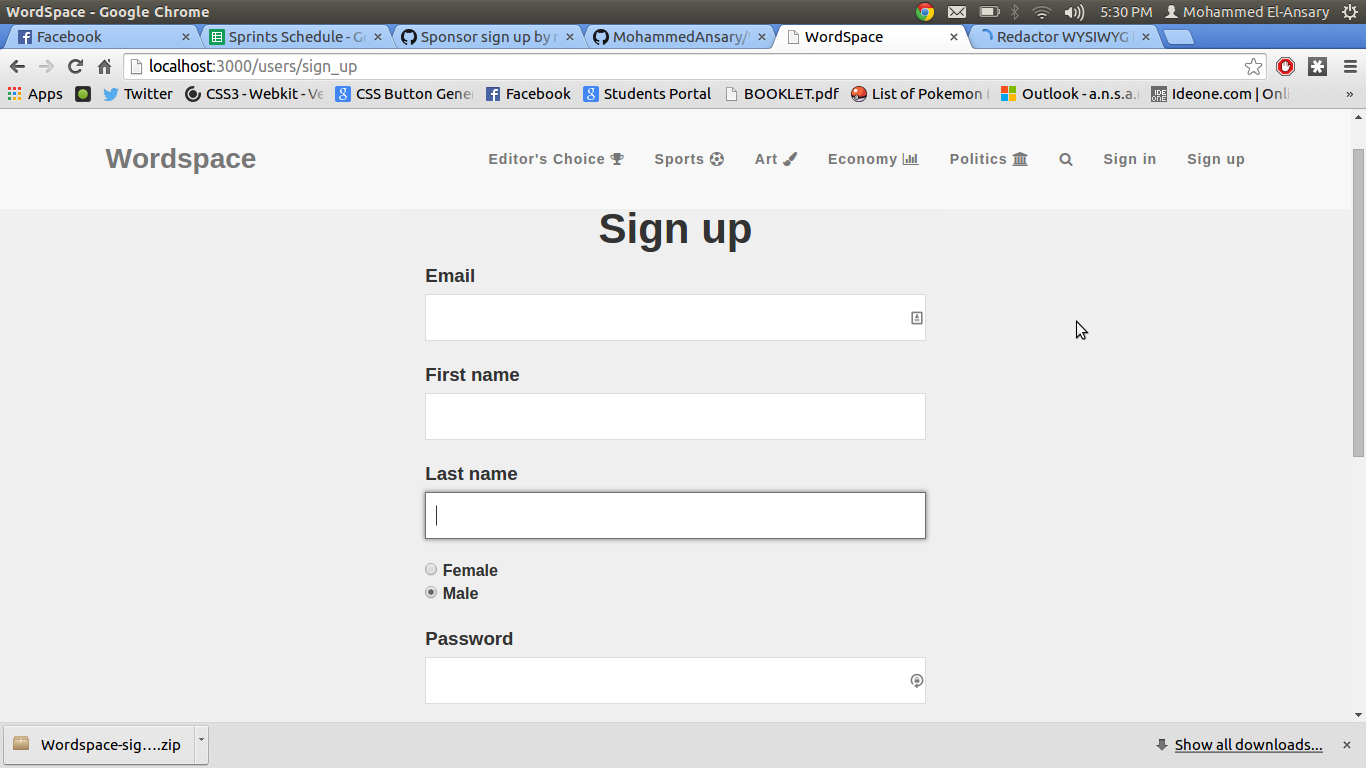 WordSpace - Google Chrome
5:30 PM Mohammed El-Ansary
Facebook
Sprints Schedule - G
Sponsor sign up by
MohammedAnsary/
WordSpace
Redactor WYSIWYG
localhost:3000/users/sign_up
Apps Twitter CSS3 - Webkit - Ve CSS Button Gene Facebook Students Portal BOOKLET.pdf List of Pokemon ( Outlook - a.n.s.a. Ideone.com | Onli »
Wordspace
Editor's Choice Sports Art Economy Politics Sign in Sign up
Sign up
Email
First name
Last name
Female
Male
Password
Wordspace-sig....zip
Show all downloads...